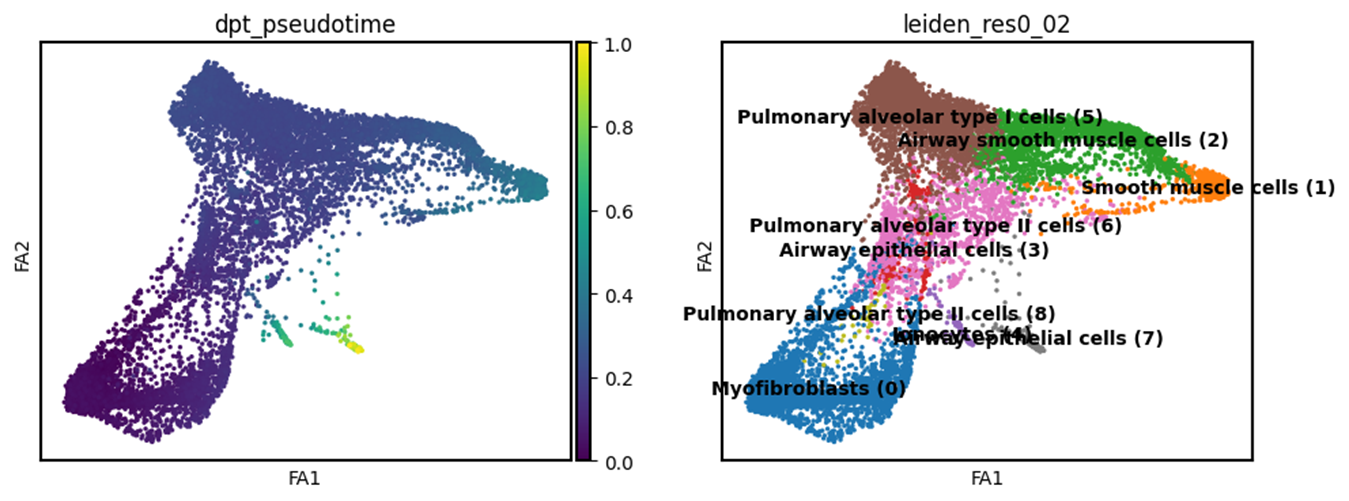 dpt_pseudotime
FA2
FA1
1.0
0.8
0.6
0.4
0.2
0.0
leiden_res0_02
FA2
FA1
Pulmonary alveolar type I cells (5)
Airway smooth muscle cells (2)
Smooth muscle cells (1)
Pulmonary alveolar type II cells (6)
Airway epithelial cells (3)
Pulmonary alveolar type II cells (8)
Ionocytes (4)
Airway epithelial cells (7)
Myofibroblasts (0)